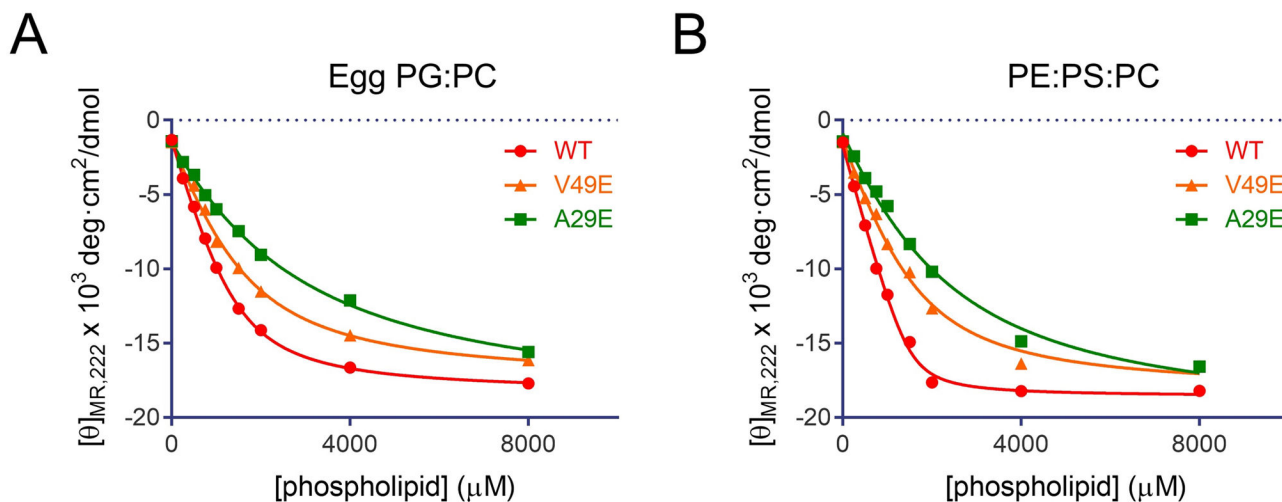 A
Egg PG:PC
0
-5
-10
-15
-20
[θ]MR,222 x 10³ deg·cm²/dmol
WT
V49E
A29E
0
4000
8000
[phospholipid] (μM)
B
PE:PS:PC
0
-5
-10
-15
-20
[θ]MR,222 x 10³ deg·cm²/dmol
WT
V49E
A29E
0
4000
8000
[phospholipid] (μM)